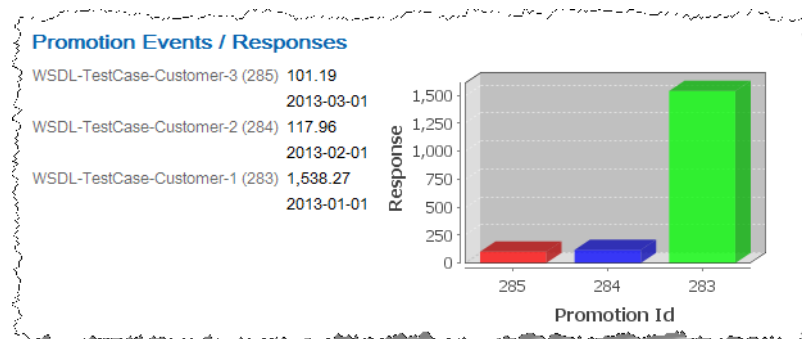 Promotion Events / Responses
WSDL-TestCase-Customer-3 (285) 101.19
2013-03-01
WSDL-TestCase-Customer-2 (284) 117.96
2013-02-01
WSDL-TestCase-Customer-1 (283) 1,538.27
2013-01-01
Response
1,500
1,250
1,000
750
500
250
0
285 284 283
Promotion Id